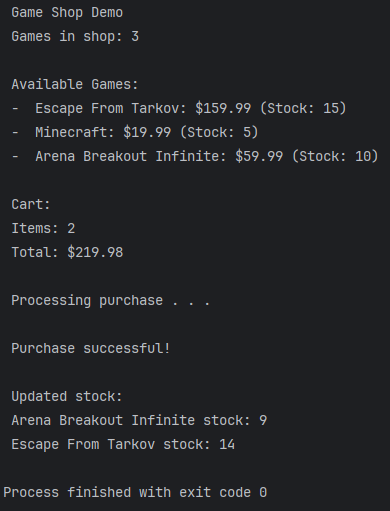 Game Shop Demo
Games in shop: 3
Available Games:
-  Escape From Tarkov: $159.99 (Stock: 15)
-  Minecraft: $19.99 (Stock: 5)
-  Arena Breakout Infinite: $59.99 (Stock: 10)
Cart:
Items: 2
Total: $219.98
Processing purchase . . .
Purchase successful!
Updated stock:
Arena Breakout Infinite stock: 9
Escape From Tarkov stock: 14
Process finished with exit code 0